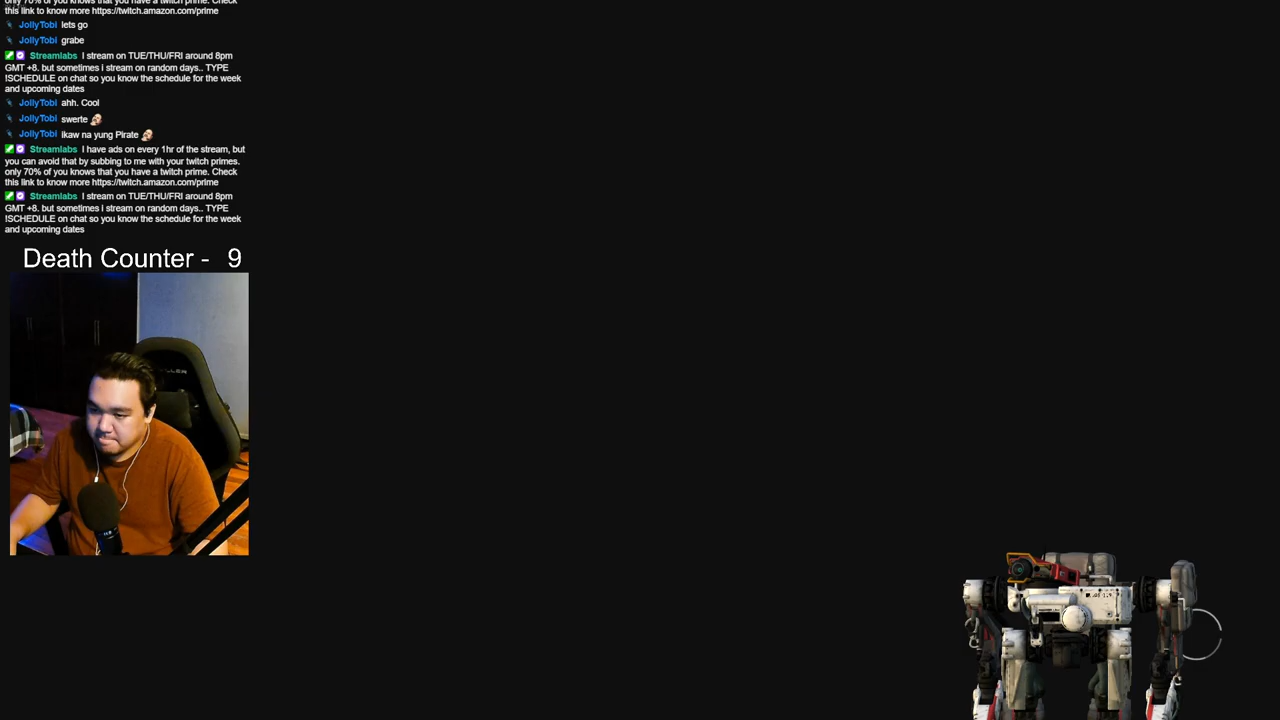 only 70% of you knows that you have a twitch prime. Check
this link to know more https://twitch.amazon.com/prime
JollyTobi lets go
JollyTobi grabe
Streamlabs I stream on TUE/THU/FRI around 8pm
GMT +8. but sometimes i stream on random days.. TYPE
!SCHEDULE on chat so you know the schedule for the week
and upcoming dates
JollyTobi ahh. Cool
JollyTobi swerte
JollyTobi Ikaw na yung Pirate
Streamlabs I have ads on every 1hr of the stream, but
you can avoid that by subbing to me with your twitch primes.
only 70% of you knows that you have a twitch prime. Check
this link to know more https://twitch.amazon.com/prime
Streamlabs I stream on TUE/THU/FRI around 8pm
GMT +8. but sometimes i stream on random days.. TYPE
!SCHEDULE on chat so you know the schedule for the week
and upcoming dates
Death Counter - 9